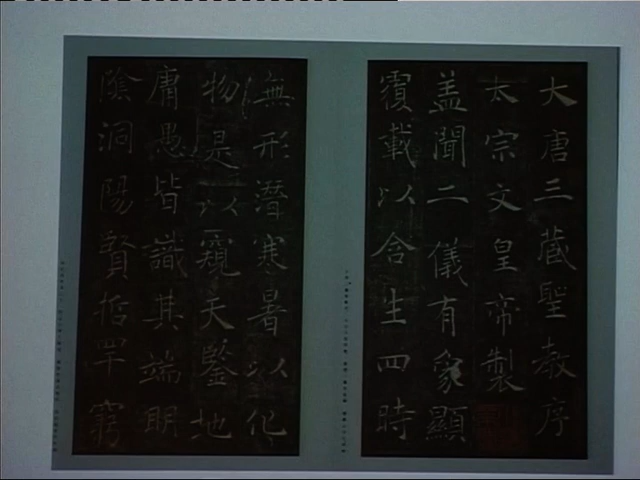 大唐三藏聖教序
太宗文皇帝製
盖聞二儀有象顯
覆載以含生四時
無形潛寒暑以化
物是以窺天鑒地
庸愚皆識其端明
陰洞陽賢哲罕窮